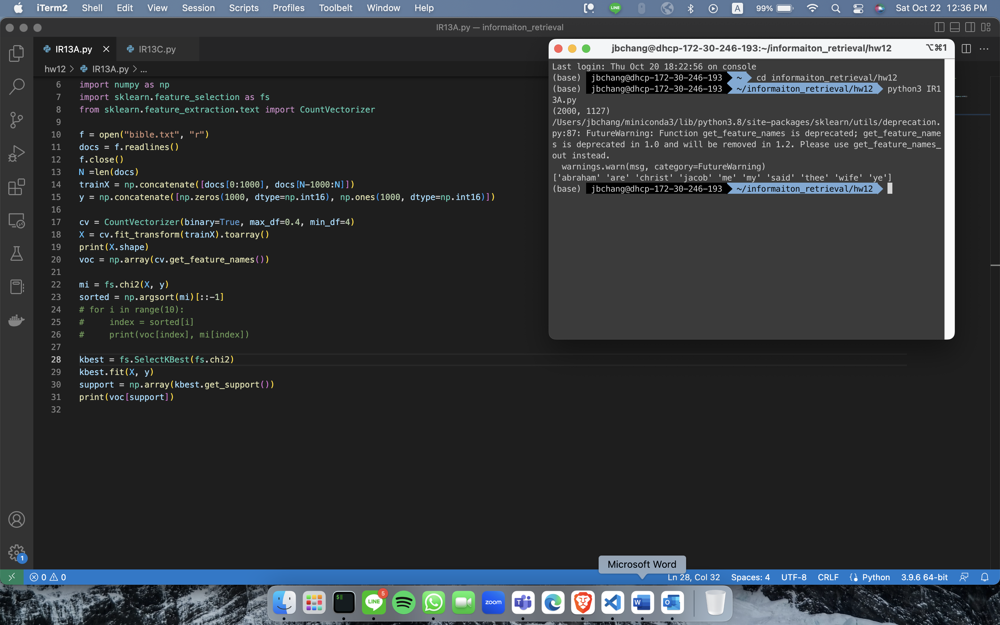 iTerm2 Shell Edit View Session Scripts Profiles Toolbelt Window Help LINE A 99% Sat Oct 22 12:36 PM
IR13A.py — informaiton_retrieval
IR13A.py IR13C.py
hw12 > IR13A.py > ...
6 import numpy as np
7 import sklearn.feature_selection as fs
8 from sklearn.feature_extraction.text import CountVectorizer
9
10 f = open("bible.txt", "r")
11 docs = f.readlines()
12 f.close()
13 N =len(docs)
14 trainX = np.concatenate([docs[0:1000], docs[N-1000:N]])
15 y = np.concatenate([np.zeros(1000, dtype=np.int16), np.ones(1000, dtype=np.int16)])
16
17 cv = CountVectorizer(binary=True, max_df=0.4, min_df=4)
18 X = cv.fit_transform(trainX).toarray()
19 print(X.shape)
20 voc = np.array(cv.get_feature_names())
21
22 mi = fs.chi2(X, y)
23 sorted = np.argsort(mi)[::-1]
24 # for i in range(10):
25 #     index = sorted[i]
26 #     print(voc[index], mi[index])
27
28 kbest = fs.SelectKBest(fs.chi2)
29 kbest.fit(X, y)
30 support = np.array(kbest.get_support())
31 print(voc[support])
32
jbchang@dhcp-172-30-246-193:~/informaiton_retrieval/hw12 ⌥⌘1
Last login: Thu Oct 20 18:22:56 on console
(base) jbchang@dhcp-172-30-246-193 ~ cd informaiton_retrieval/hw12
(base) jbchang@dhcp-172-30-246-193 ~/informaiton_retrieval/hw12 python3 IR1
3A.py
(2000, 1127)
/Users/jbchang/miniconda3/lib/python3.8/site-packages/sklearn/utils/deprecation.
py:87: FutureWarning: Function get_feature_names is deprecated; get_feature_name
s is deprecated in 1.0 and will be removed in 1.2. Please use get_feature_names_
out instead.
  warnings.warn(msg, category=FutureWarning)
['abraham' 'are' 'christ' 'jacob' 'me' 'my' 'said' 'thee' 'wife' 'ye']
(base) jbchang@dhcp-172-30-246-193 ~/informaiton_retrieval/hw12
1
Microsoft Word
0 0 Ln 28, Col 32 Spaces: 4 UTF-8 CRLF Python 3.9.6 64-bit
$ LINE 5 zoom T W O